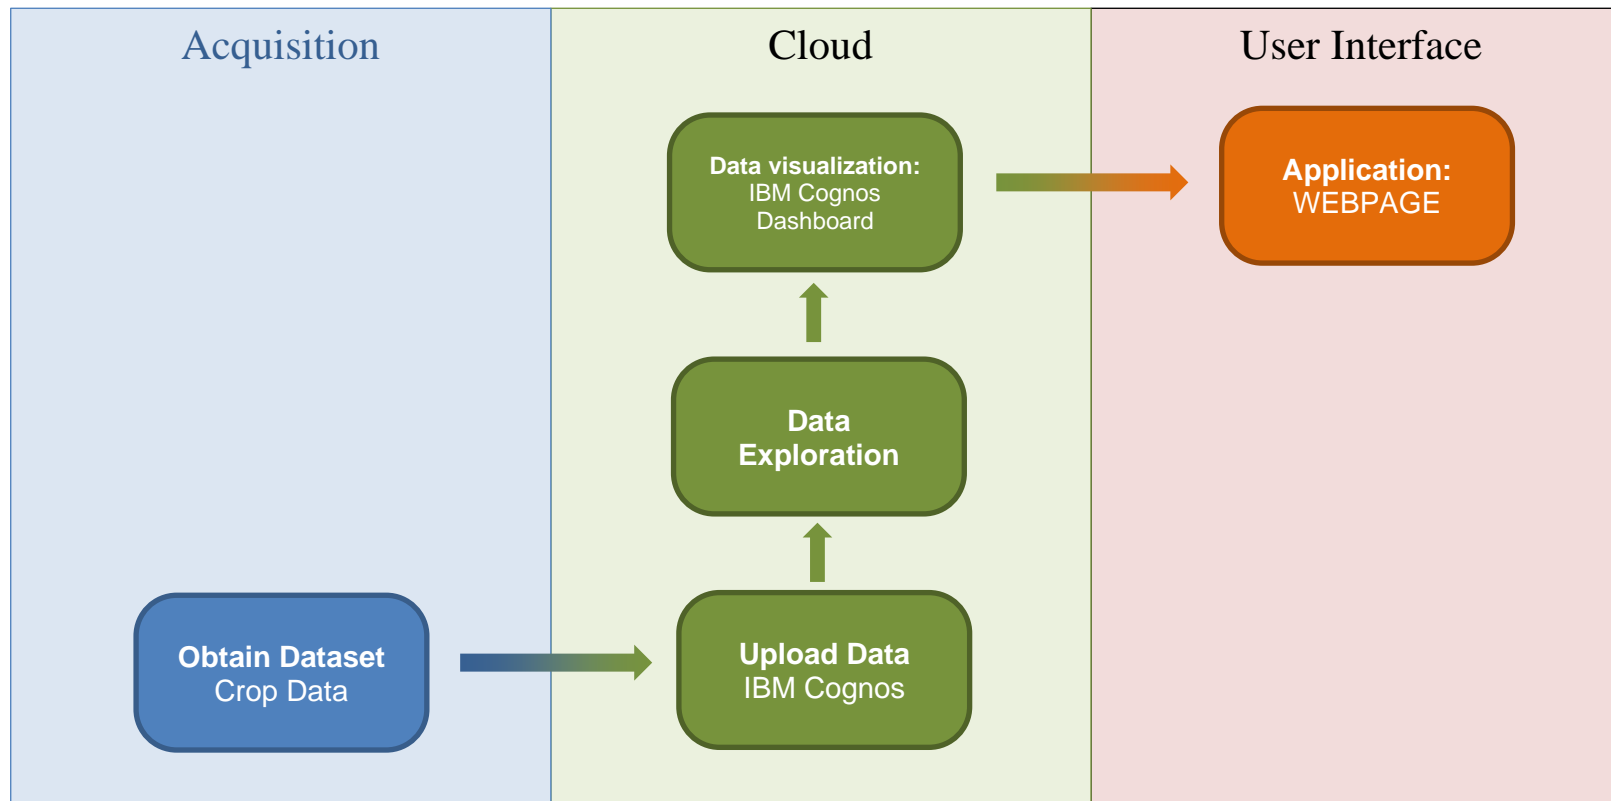 Acquisition
Cloud
User Interface
Data visualization:
IBM Cognos
Dashboard
Application:
WEBPAGE
Data
Exploration
Obtain Dataset
Crop Data
Upload Data
IBM Cognos